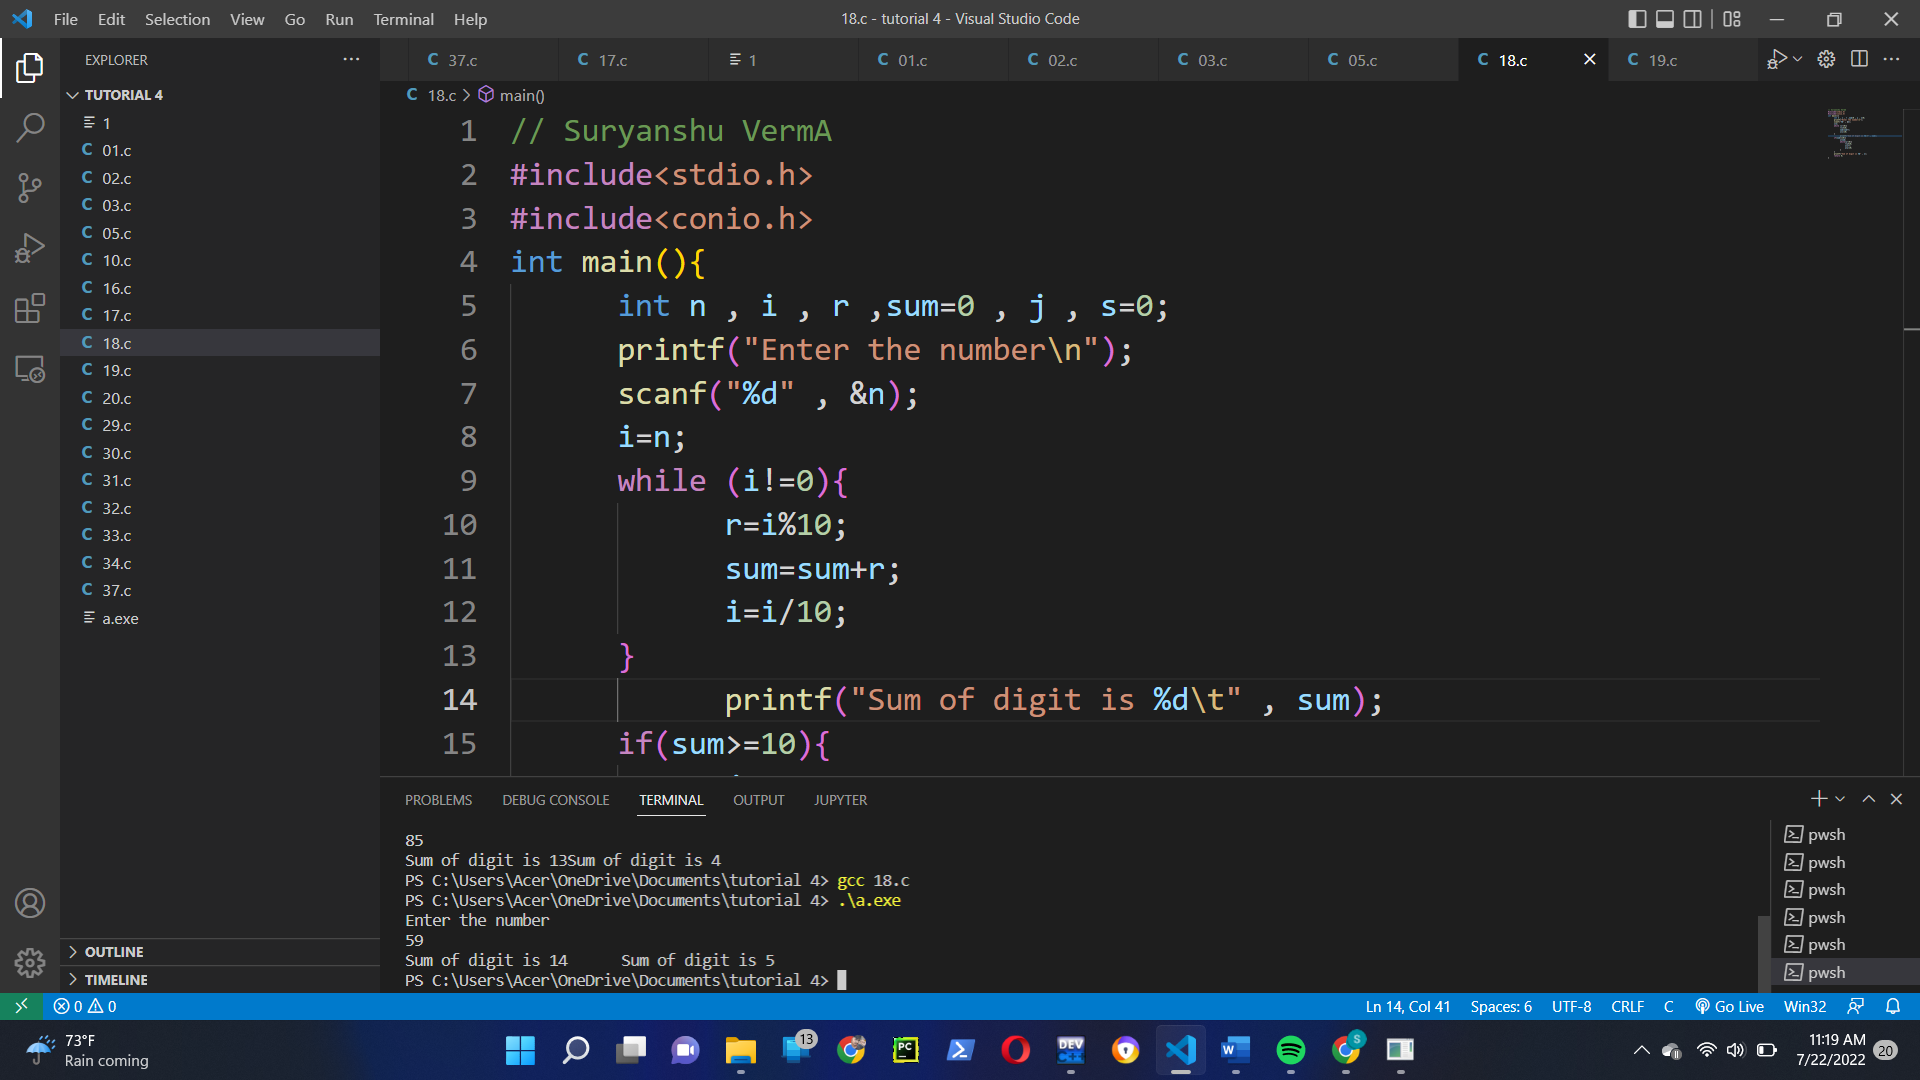 File Edit Selection View Go Run Terminal Help
18.c - tutorial 4 - Visual Studio Code
EXPLORER
TUTORIAL 4
1
01.c
02.c
03.c
05.c
10.c
16.c
17.c
18.c
19.c
20.c
29.c
30.c
31.c
32.c
33.c
34.c
37.c
a.exe
OUTLINE
TIMELINE
37.c 17.c 1 01.c 02.c 03.c 05.c 18.c 19.c
18.c > main()
1 // Suryanshu VermA
2 #include<stdio.h>
3 #include<conio.h>
4 int main(){
5 int n , i , r ,sum=0 , j , s=0;
6 printf("Enter the number\n");
7 scanf("%d" , &n);
8 i=n;
9 while (i!=0){
10 r=i%10;
11 sum=sum+r;
12 i=i/10;
13 }
14 printf("Sum of digit is %d\t" , sum);
15 if(sum>=10){
PROBLEMS DEBUG CONSOLE TERMINAL OUTPUT JUPYTER
85
Sum of digit is 13Sum of digit is 4
PS C:\Users\Acer\OneDrive\Documents\tutorial 4> gcc 18.c
PS C:\Users\Acer\OneDrive\Documents\tutorial 4> .\a.exe
Enter the number
59
Sum of digit is 14 Sum of digit is 5
PS C:\Users\Acer\OneDrive\Documents\tutorial 4>
pwsh
pwsh
pwsh
pwsh
pwsh
pwsh
0 0
Ln 14, Col 41 Spaces: 6 UTF-8 CRLF C Go Live Win32
73°F
Rain coming
13
PC
DEV
C++
W
S
11:19 AM
7/22/2022
20